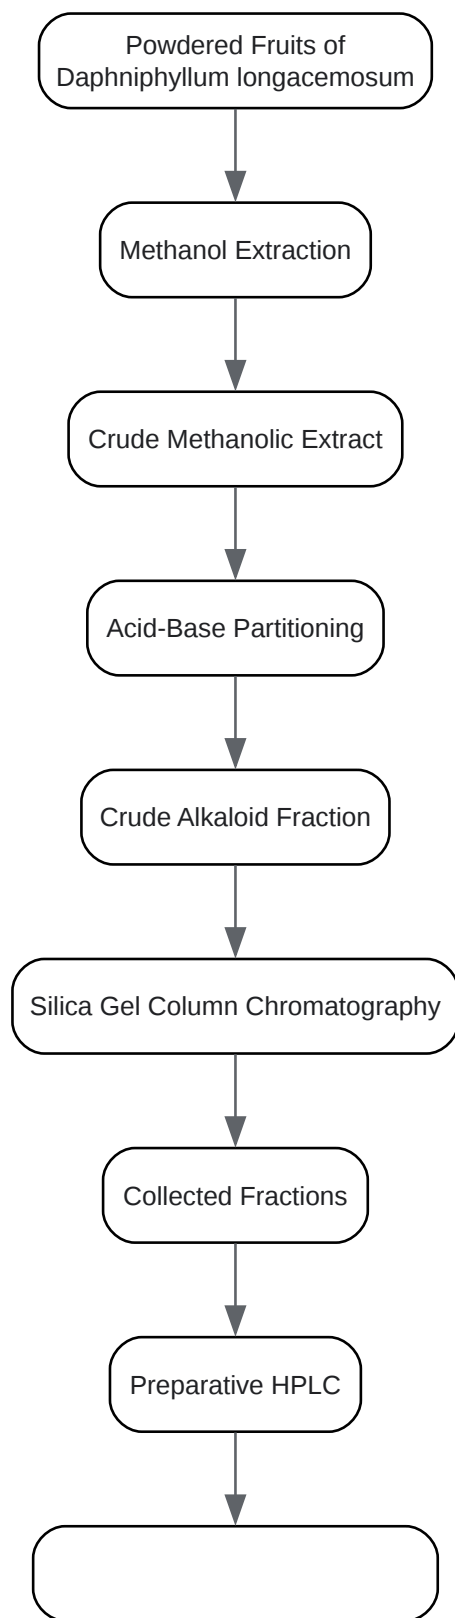 Powdered Fruits of
Daphniphyllum longacemosum
Methanol Extraction
Crude Methanolic Extract
Acid-Base Partitioning
Crude Alkaloid Fraction
Silica Gel Column Chromatography
Collected Fractions
Preparative HPLC